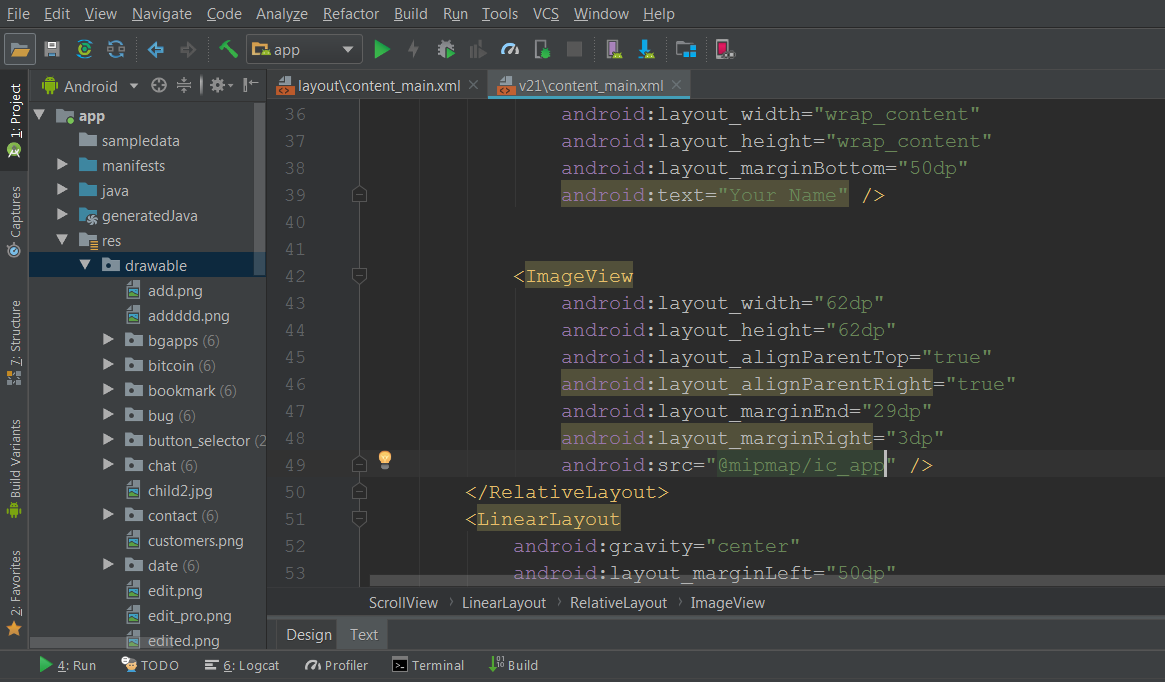 File Edit View Navigate Code Analyze Refactor Build Run Tools VCS Window Help
app
Android
layout\content_main.xml
v21\content_main.xml
1: Project
Captures
7: Structure
Build Variants
2: Favorites
app
sampledata
manifests
java
generatedJava
res
drawable
add.png
addddd.png
bgapps (6)
bitcoin (6)
bookmark (6)
bug (6)
button_selector (2
chat (6)
child2.jpg
contact (6)
customers.png
date (6)
edit.png
edit_pro.png
edited.png
36 android:layout_width="wrap_content"
37 android:layout_height="wrap_content"
38 android:layout_marginBottom="50dp"
39 android:text="Your Name" />
40
41
42 <ImageView
43 android:layout_width="62dp"
44 android:layout_height="62dp"
45 android:layout_alignParentTop="true"
46 android:layout_alignParentRight="true"
47 android:layout_marginEnd="29dp"
48 android:layout_marginRight="3dp"
49 android:src="@mipmap/ic_app" />
50 </RelativeLayout>
51 <LinearLayout
52 android:gravity="center"
53 android:layout_marginLeft="50dp"
ScrollView › LinearLayout › RelativeLayout › ImageView
Design Text
4: Run TODO 6: Logcat Profiler Terminal Build